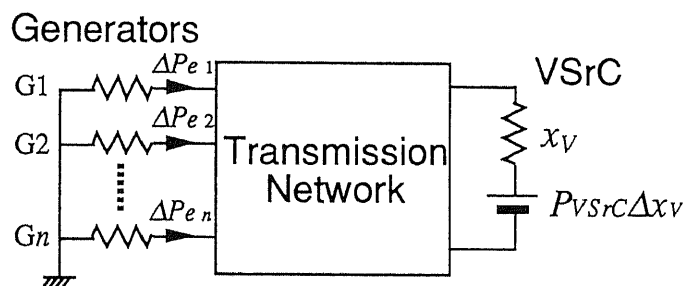 Generators
G1 ΔPe 1
G2 ΔPe 2
Gn ΔPe n
Transmission
Network
VSrC
xV
PVSrCΔxV